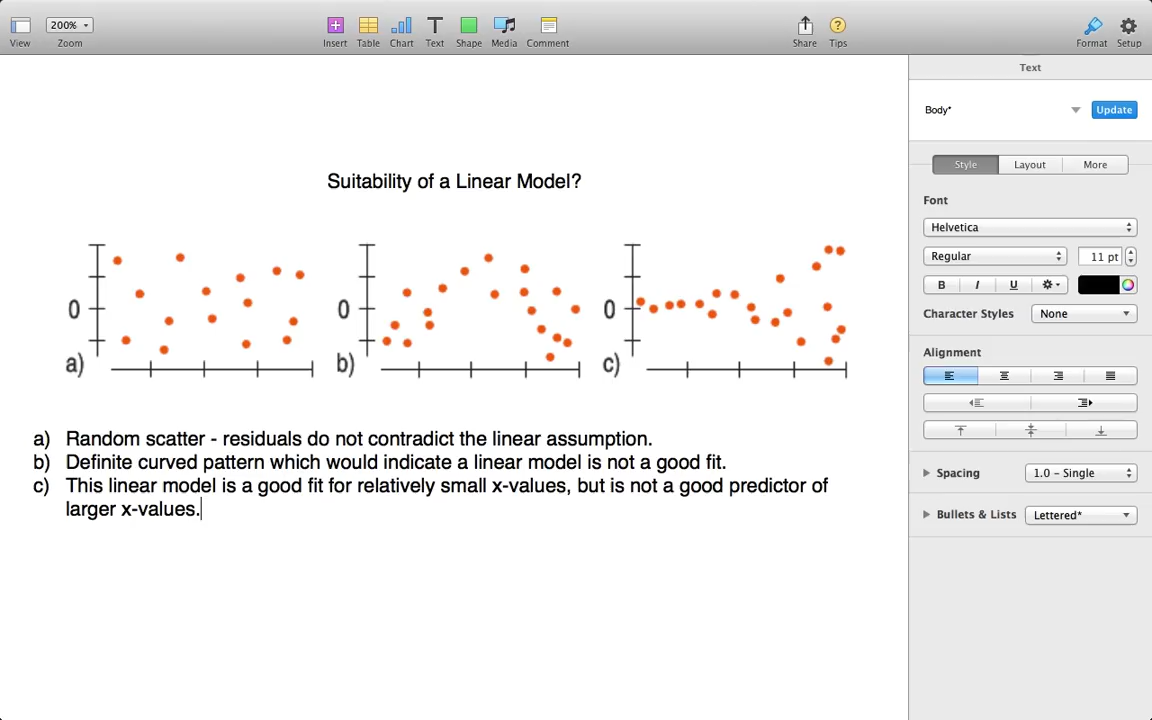 200%
View Zoom Insert Table Chart Text Shape Media Comment Share Tips Format Setup
Text
Body* Update
Style Layout More
Suitability of a Linear Model?
Font
Helvetica
Regular 11 pt
B I U
Character Styles None
0 0 0
a) b) c)
Alignment
a) Random scatter - residuals do not contradict the linear assumption.
b) Definite curved pattern which would indicate a linear model is not a good fit.
c) This linear model is a good fit for relatively small x-values, but is not a good predictor of
larger x-values.
Spacing 1.0 - Single
Bullets & Lists Lettered*